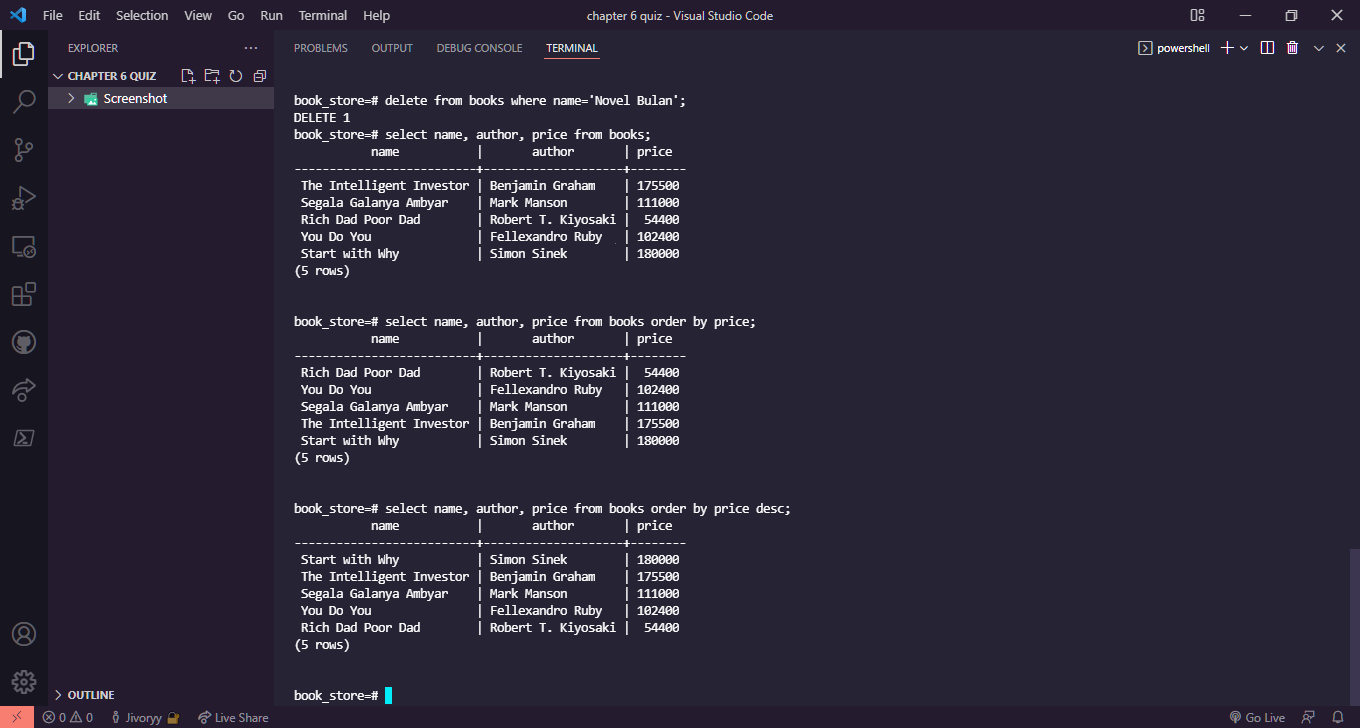 File Edit Selection View Go Run Terminal Help chapter 6 quiz - Visual Studio Code
EXPLORER ...
CHAPTER 6 QUIZ
Screenshot
OUTLINE
PROBLEMS OUTPUT DEBUG CONSOLE TERMINAL powershell
book_store=# delete from books where name='Novel Bulan';
DELETE 1
book_store=# select name, author, price from books;
           name           |       author       | price
--------------------------+--------------------+--------
 The Intelligent Investor | Benjamin Graham    | 175500
 Segala Galanya Ambyar    | Mark Manson        | 111000
 Rich Dad Poor Dad        | Robert T. Kiyosaki |  54400
 You Do You               | Fellexandro Ruby   | 102400
 Start with Why           | Simon Sinek        | 180000
(5 rows)
book_store=# select name, author, price from books order by price;
           name           |       author       | price
--------------------------+--------------------+--------
 Rich Dad Poor Dad        | Robert T. Kiyosaki |  54400
 You Do You               | Fellexandro Ruby   | 102400
 Segala Galanya Ambyar    | Mark Manson        | 111000
 The Intelligent Investor | Benjamin Graham    | 175500
 Start with Why           | Simon Sinek        | 180000
(5 rows)
book_store=# select name, author, price from books order by price desc;
           name           |       author       | price
--------------------------+--------------------+--------
 Start with Why           | Simon Sinek        | 180000
 The Intelligent Investor | Benjamin Graham    | 175500
 Segala Galanya Ambyar    | Mark Manson        | 111000
 You Do You               | Fellexandro Ruby   | 102400
 Rich Dad Poor Dad        | Robert T. Kiyosaki |  54400
(5 rows)
book_store=#
0 0 Jivoryy Live Share Go Live